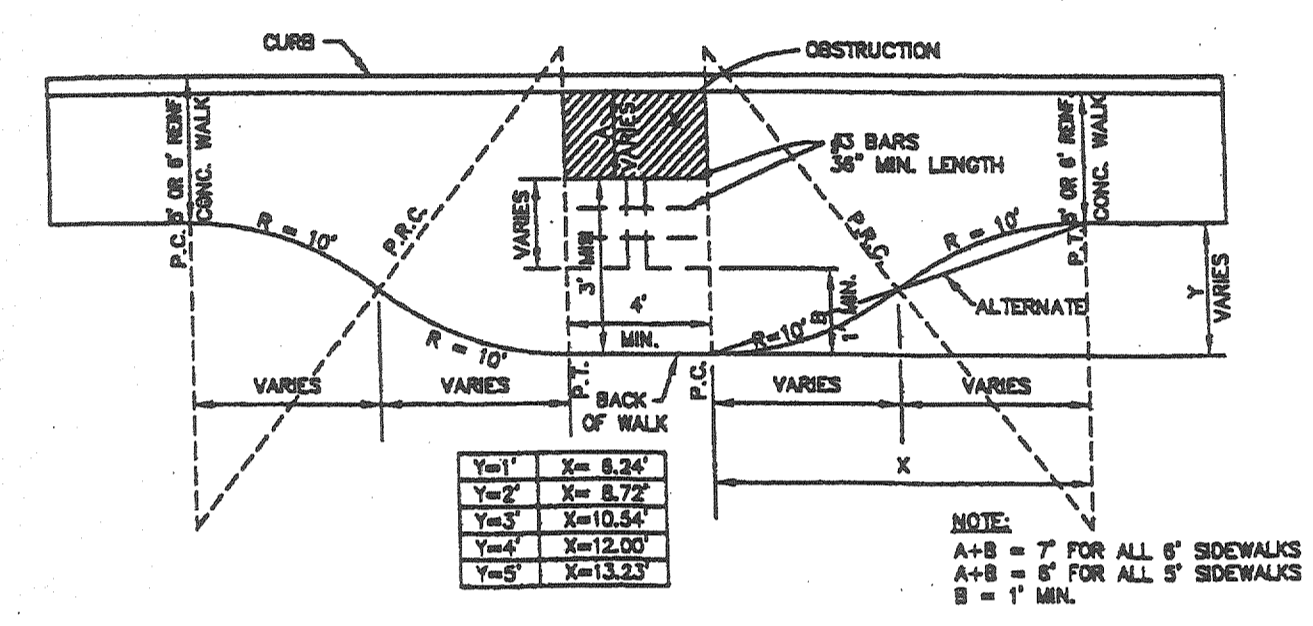 CURB
OBSTRUCTION
P.C. 5' OR 6' REINF.
CONC. WALK
A
VARIES
#3 BARS
36" MIN. LENGTH
P.T. 5' OR 6' REINF.
CONC. WALK
R = 10'
P.R.C.
VARIES
3' MIN
4'
MIN.
R = 10'
P.R.C.
R = 10'
R=10'
B
1' MIN.
ALTERNATE
Y
VARIES
VARIES
VARIES
P.T.
P.C.
BACK
OF WALK
VARIES
VARIES
X
Y=1' X= 6.24'
Y=2' X= 8.72'
Y=3' X=10.54'
Y=4' X=12.00'
Y=5' X=13.23'
NOTE:
A+B = 7' FOR ALL 6' SIDEWALKS
A+B = 6' FOR ALL 5' SIDEWALKS
B = 1' MIN.